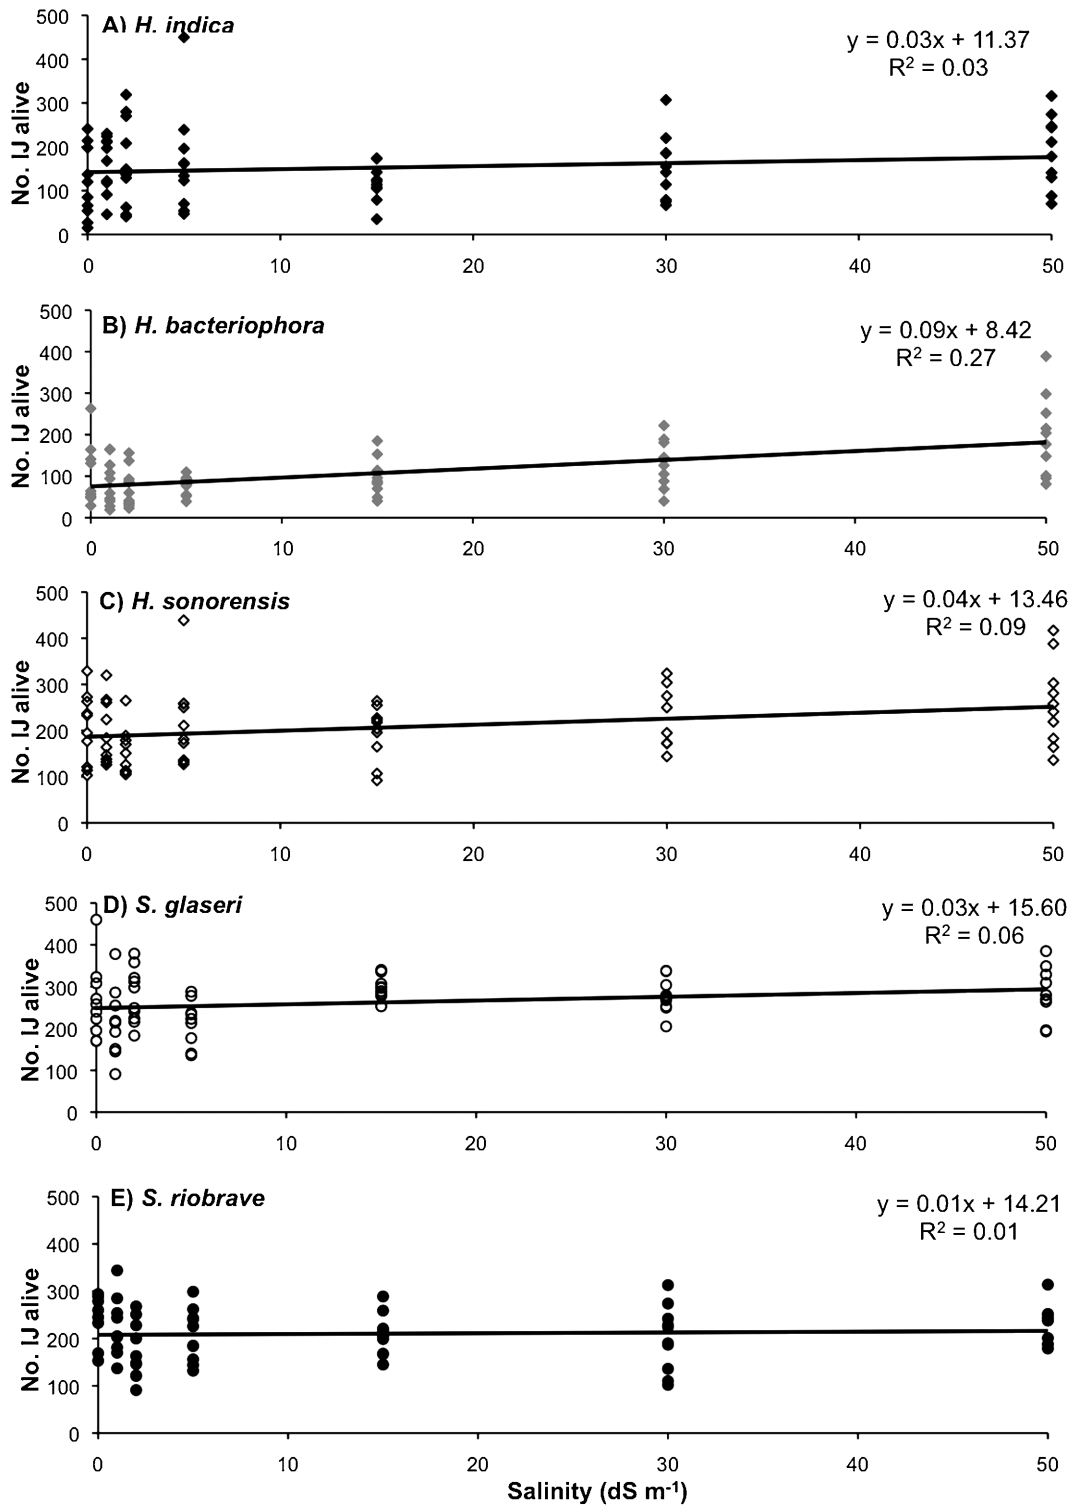 A) H. indica
y = 0.03x + 11.37
R² = 0.03
500
400
300
200
100
0
No. IJ alive
0 10 20 30 40 50
B) H. bacteriophora
y = 0.09x + 8.42
R² = 0.27
500
400
300
200
100
0
No. IJ alive
0 10 20 30 40 50
C) H. sonorensis
y = 0.04x + 13.46
R² = 0.09
500
400
300
200
100
0
No. IJ alive
0 10 20 30 40 50
D) S. glaseri
y = 0.03x + 15.60
R² = 0.06
500
400
300
200
100
0
No. IJ alive
0 10 20 30 40 50
E) S. riobrave
y = 0.01x + 14.21
R² = 0.01
500
400
300
200
100
0
No. IJ alive
0 10 20 30 40 50
Salinity (dS m⁻¹)